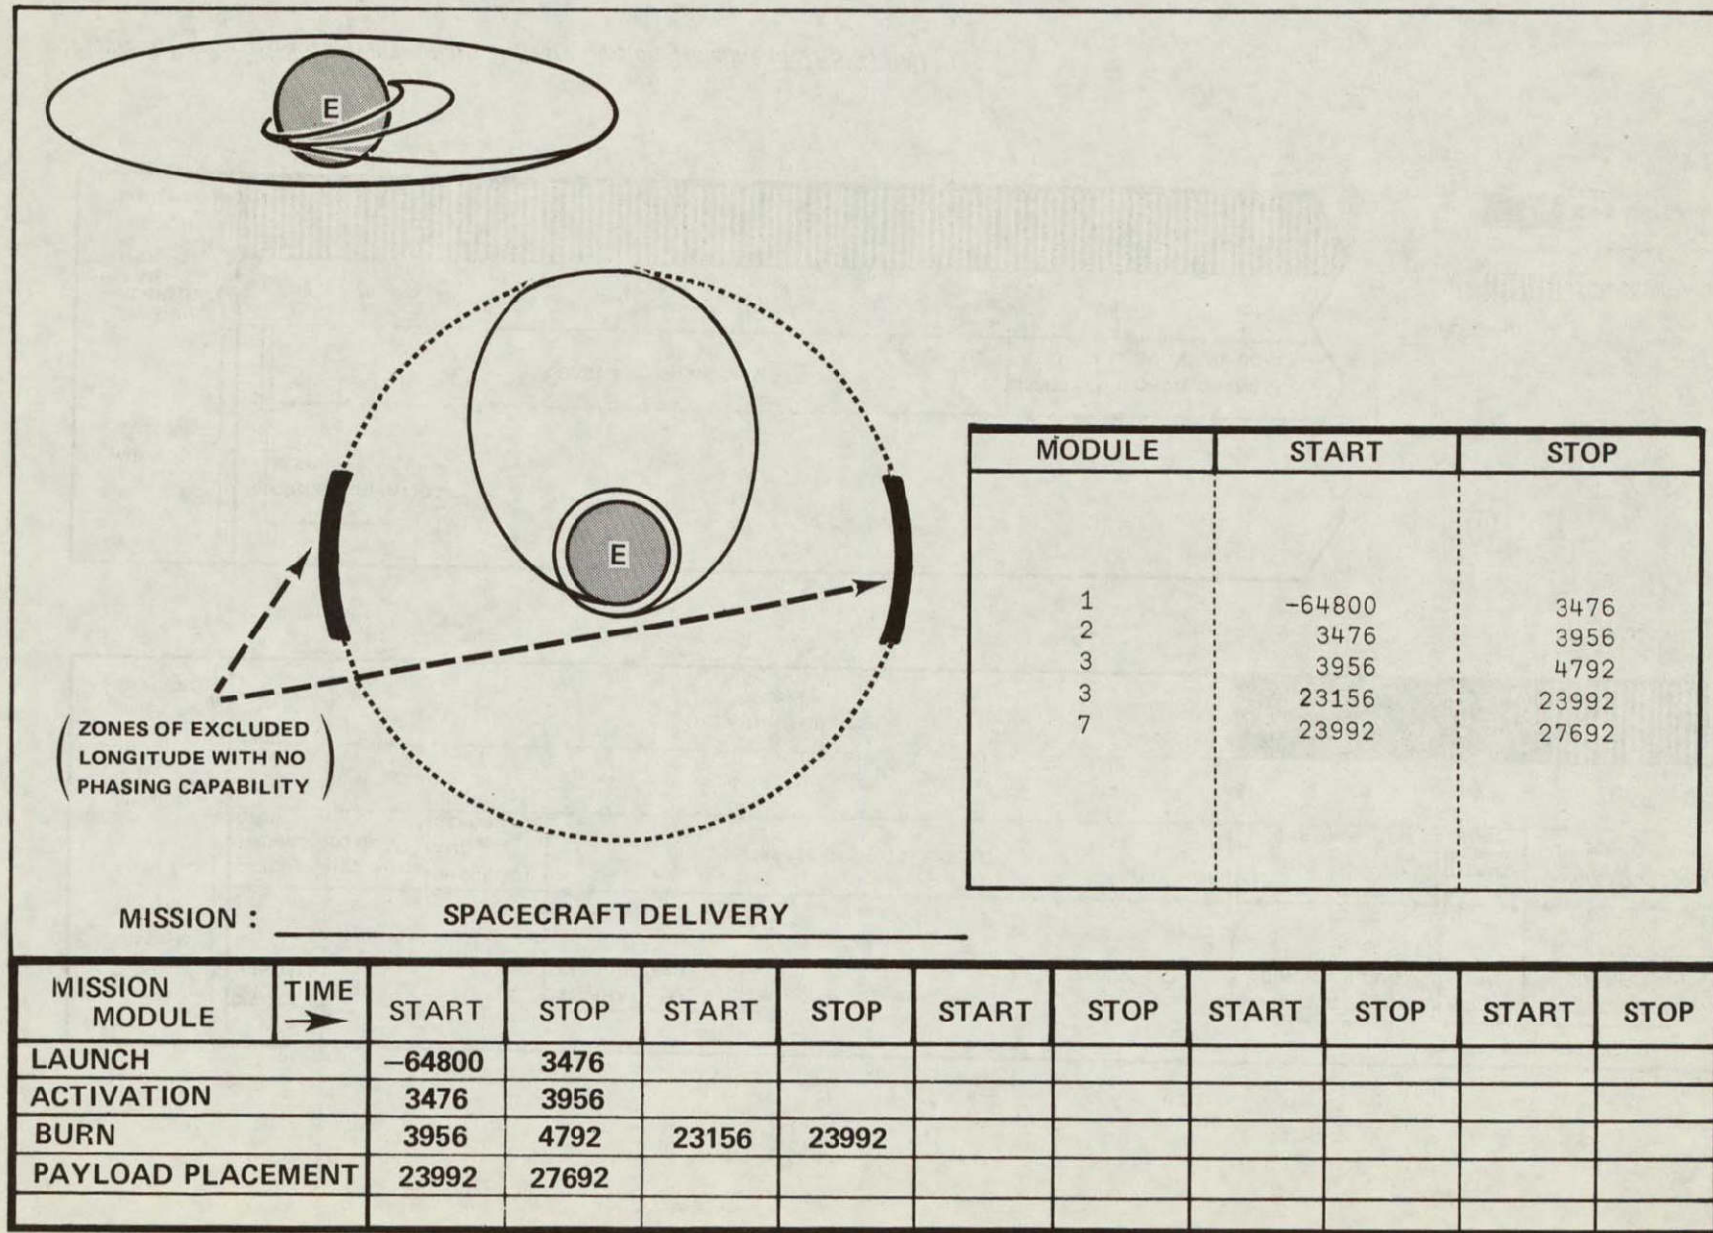 E
E
( ZONES OF EXCLUDED
LONGITUDE WITH NO
PHASING CAPABILITY )
MODULE START STOP
1 -64800 3476
2 3476 3956
3 3956 4792
3 23156 23992
7 23992 27692
MISSION : SPACECRAFT DELIVERY
MISSION MODULE TIME START STOP START STOP START STOP START STOP START STOP
LAUNCH –64800 3476
ACTIVATION 3476 3956
BURN 3956 4792 23156 23992
PAYLOAD PLACEMENT 23992 27692